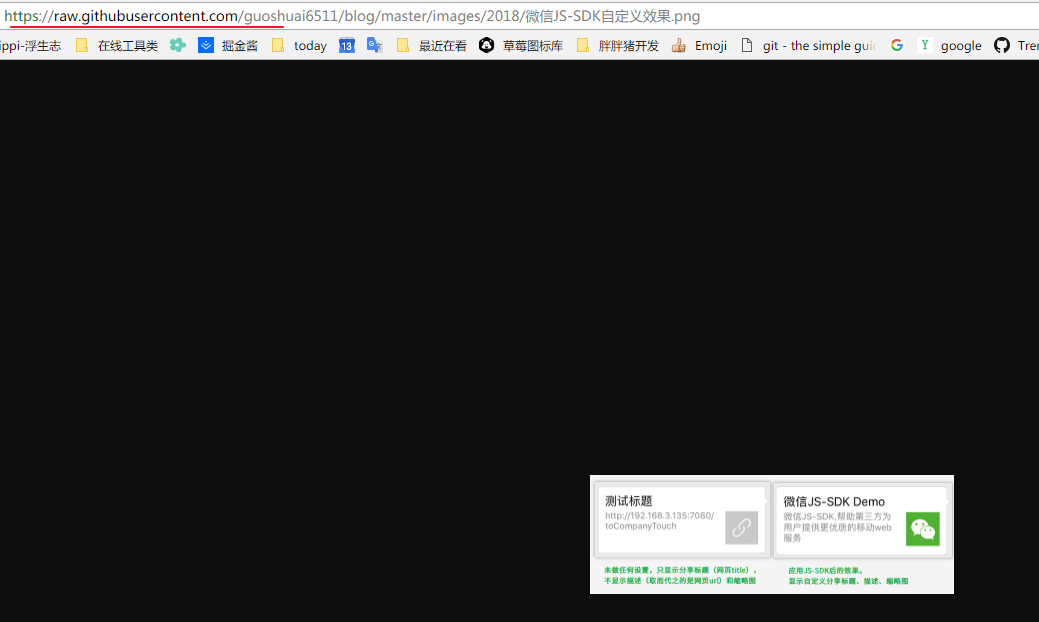 https://raw.githubusercontent.com/guoshuai6511/blog/master/images/2018/微信JS-SDK自定义效果.png
ippi-浮生志 在线工具类 掘金酱 today 13 G 最近在看 草莓图标库 胖胖猪开发 Emoji git - the simple gui G Y google Tre
测试标题
http://192.168.3.135:7080/
toCompanyTouch
未做任何设置，只显示分享标题（网页title），
不显示描述（取而代之的是网页url）和缩略图
微信JS-SDK Demo
微信JS-SDK,帮助第三方为
用户提供更优质的移动web
服务
应用JS-SDK后的效果。
显示自定义分享标题、描述、缩略图